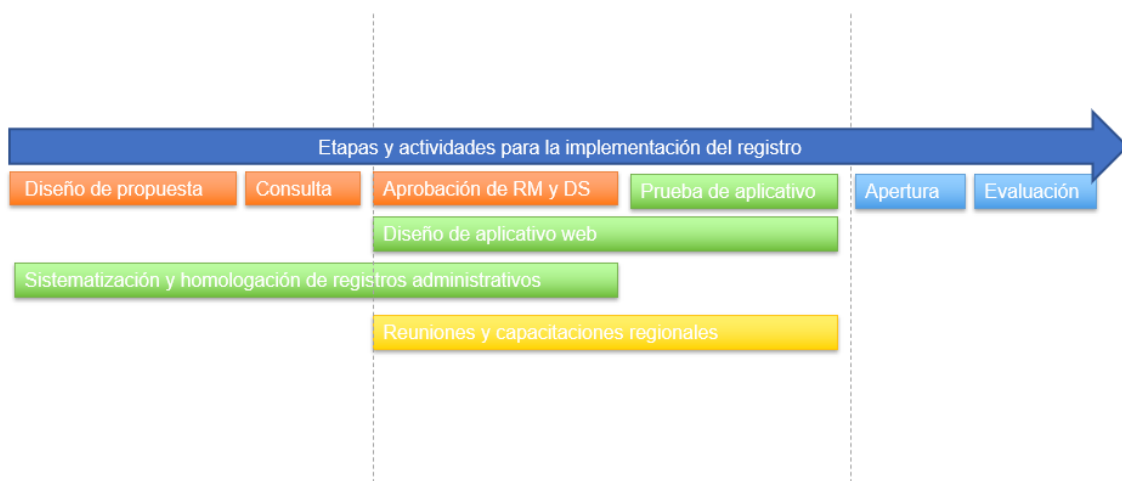 Etapas y actividades para la implementación del registro
Diseño de propuesta
Consulta
Aprobación de RM y DS
Prueba de aplicativo
Apertura
Evaluación
Diseño de aplicativo web
Sistematización y homologación de registros administrativos
Reuniones y capacitaciones regionales